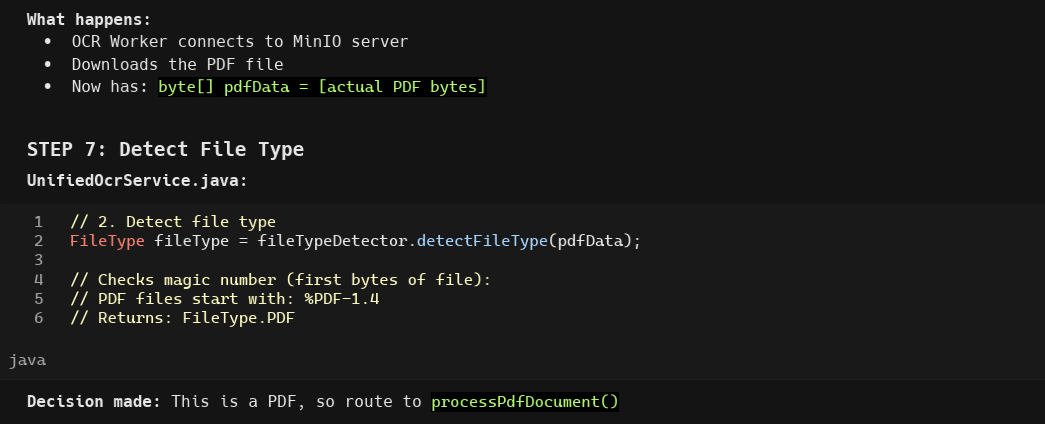 What happens:
• OCR Worker connects to MinIO server
• Downloads the PDF file
• Now has: byte[] pdfData = [actual PDF bytes]
STEP 7: Detect File Type
UnifiedOcrService.java:
1 // 2. Detect file type
2 FileType fileType = fileTypeDetector.detectFileType(pdfData);
3
4 // Checks magic number (first bytes of file):
5 // PDF files start with: %PDF-1.4
6 // Returns: FileType.PDF
java
Decision made: This is a PDF, so route to processPdfDocument()